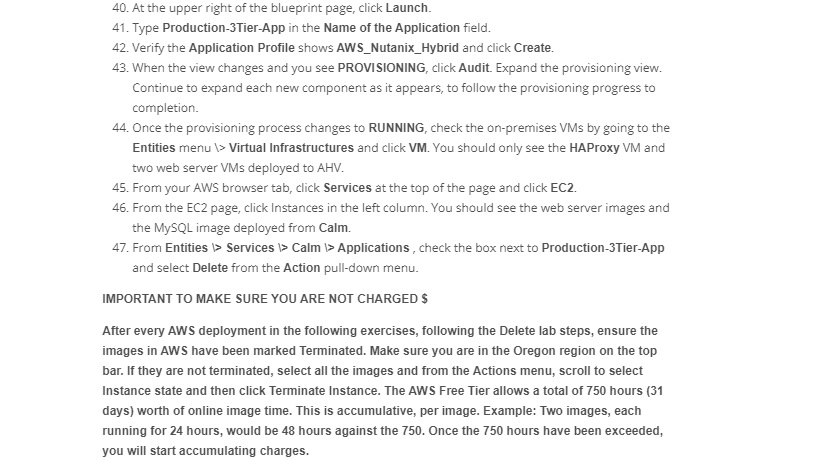 40. At the upper right of the blueprint page, click Launch.
41. Type Production-3Tier-App in the Name of the Application field.
42. Verify the Application Profile shows AWS_Nutanix_Hybrid and click Create.
43. When the view changes and you see PROVISIONING, click Audit. Expand the provisioning view.
Continue to expand each new component as it appears, to follow the provisioning progress to
completion.
44. Once the provisioning process changes to RUNNING, check the on-premises VMs by going to the
Entities menu \> Virtual Infrastructures and click VM. You should only see the HAProxy VM and
two web server VMs deployed to AHV.
45. From your AWS browser tab, click Services at the top of the page and click EC2.
46. From the EC2 page, click Instances in the left column. You should see the web server images and
the MySQL image deployed from Calm.
47. From Entities \> Services \> Calm \> Applications , check the box next to Production-3Tier-App
and select Delete from the Action pull-down menu.
IMPORTANT TO MAKE SURE YOU ARE NOT CHARGED $
After every AWS deployment in the following exercises, following the Delete lab steps, ensure the
images in AWS have been marked Terminated. Make sure you are in the Oregon region on the top
bar. If they are not terminated, select all the images and from the Actions menu, scroll to select
Instance state and then click Terminate Instance. The AWS Free Tier allows a total of 750 hours (31
days) worth of online image time. This is accumulative, per image. Example: Two images, each
running for 24 hours, would be 48 hours against the 750. Once the 750 hours have been exceeded,
you will start accumulating charges.